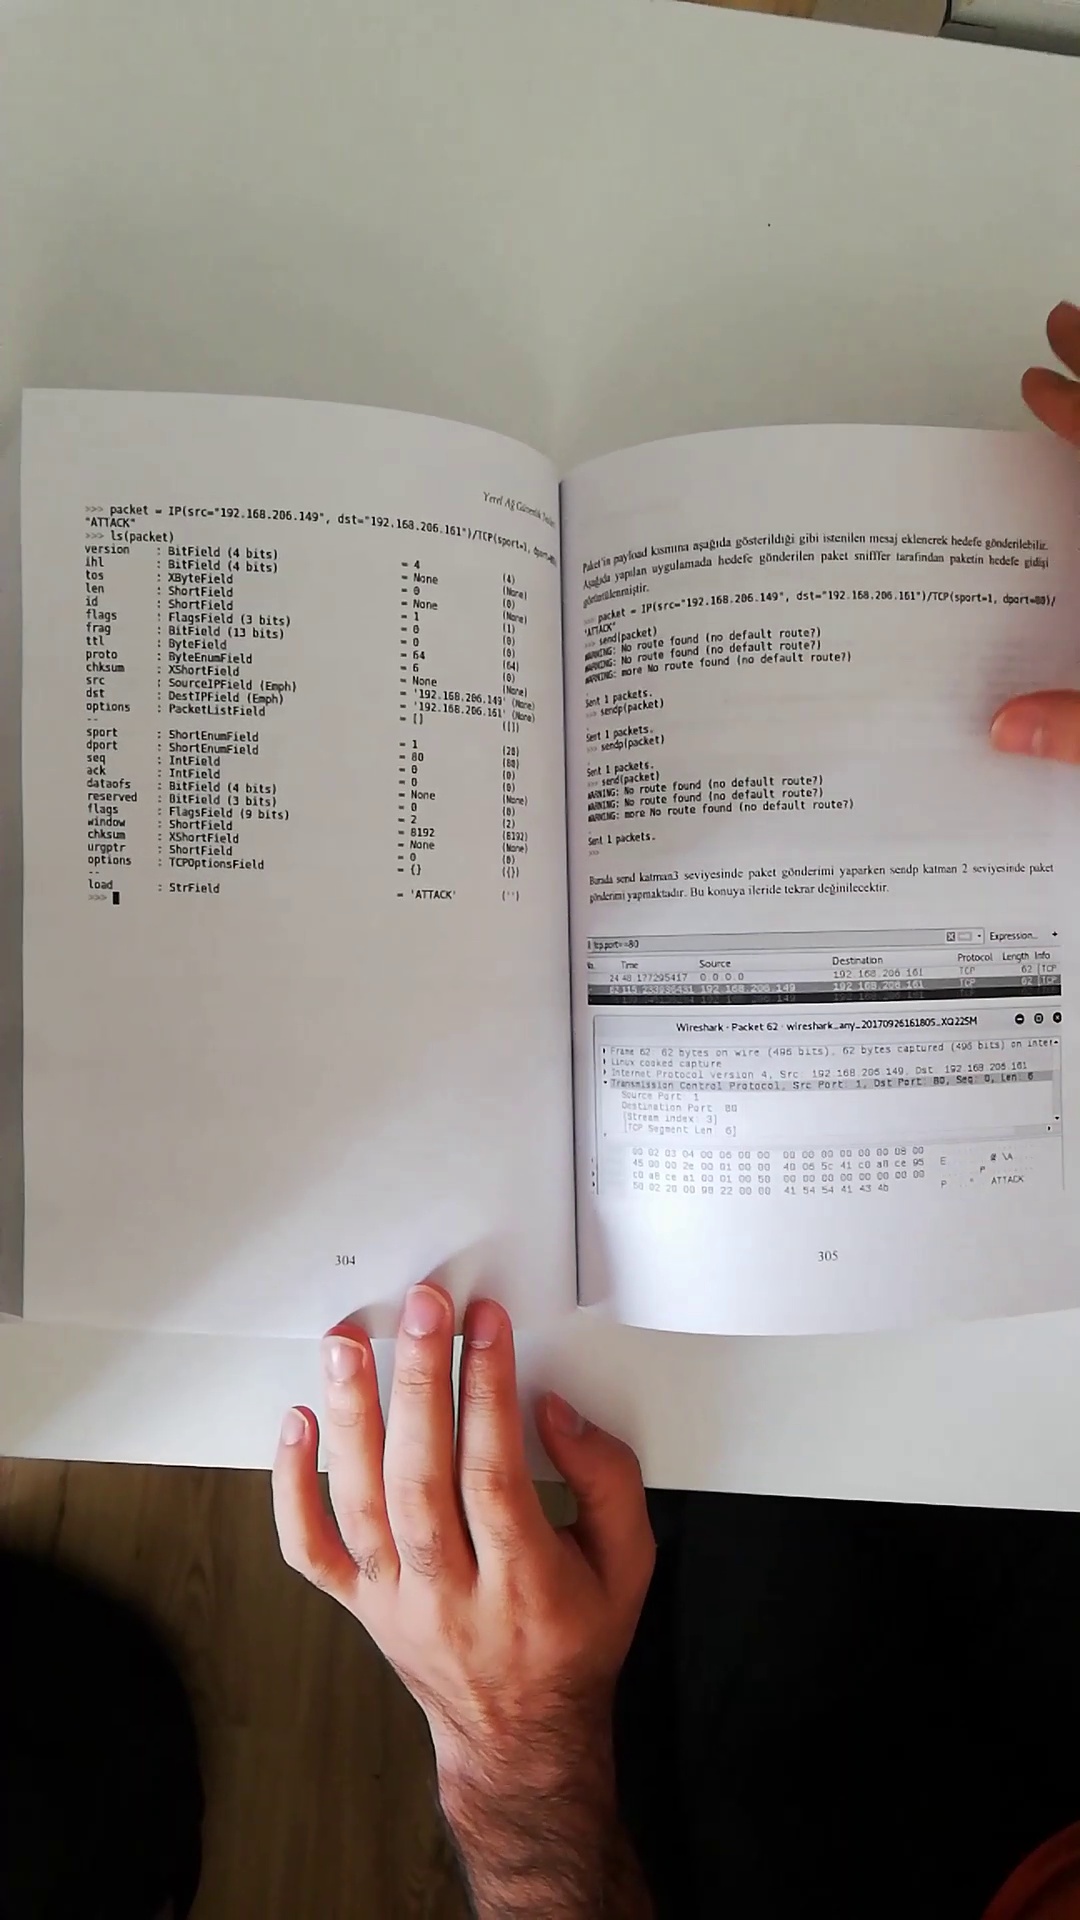 Yerel Ağ Güvenlik Testleri
>>> packet = IP(src="192.168.206.149", dst="192.168.206.161")/TCP(sport=1, dport=80)/
"ATTACK"
>>> ls(packet)
version : BitField (4 bits) = 4 (4)
ihl : BitField (4 bits) = None (None)
tos : XByteField = 0 (0)
len : ShortField = None (None)
id : ShortField = 1 (1)
flags : FlagsField (3 bits) = 0 (0)
frag : BitField (13 bits) = 0 (0)
ttl : ByteField = 64 (64)
proto : ByteEnumField = 6 (0)
chksum : XShortField = None (None)
src : SourceIPField (Emph) = '192.168.206.149' (None)
dst : DestIPField (Emph) = '192.168.206.161' (None)
options : PacketListField = [] ([])
--
sport : ShortEnumField = 1 (20)
dport : ShortEnumField = 80 (80)
seq : IntField = 0 (0)
ack : IntField = 0 (0)
dataofs : BitField (4 bits) = None (None)
reserved : BitField (3 bits) = 0 (0)
flags : FlagsField (9 bits) = 2 (2)
window : ShortField = 8192 (8192)
chksum : XShortField = None (None)
urgptr : ShortField = 0 (0)
options : TCPOptionsField = {} ({})
--
load : StrField = 'ATTACK' ('')
>>>
304
Paket'in payload kısmına aşağıda gösterildiği gibi istenilen mesaj eklenerek hedefe gönderilebilir.
Aşağıda yapılan uygulamada hedefe gönderilen paket snifffer tarafından paketin hedefe gidişi
görüntülenmiştir.
>>> packet = IP(src="192.168.206.149", dst="192.168.206.161")/TCP(sport=1, dport=80)/
"ATTACK"
>>> send(packet)
WARNING: No route found (no default route?)
WARNING: No route found (no default route?)
WARNING: more No route found (no default route?)
.
Sent 1 packets.
>>> sendp(packet)
.
Sent 1 packets.
>>> sendp(packet)
.
Sent 1 packets.
>>> send(packet)
WARNING: No route found (no default route?)
WARNING: No route found (no default route?)
WARNING: more No route found (no default route?)
.
Sent 1 packets.
>>>
Burada send katman3 seviyesinde paket gönderimi yaparken sendp katman 2 seviyesinde paket
gönderimi yapmaktadır. Bu konuya ileride tekrar değinilecektir.
tcp.port==80 Expression... +
No. Time Source Destination Protocol Length Info
24 48.177295417 0.0.0.0 192.168.206.161 TCP 62 [TCP
192.168.206.149 192.168.206.161 TCP 62 [TCP
Wireshark · Packet 62 · wireshark_any_20170926161805_XQ22SM
Frame 62: 62 bytes on wire (496 bits), 62 bytes captured (496 bits) on inter
Linux cooked capture
Internet Protocol Version 4, Src: 192.168.206.149, Dst: 192.168.206.161
Transmission Control Protocol, Src Port: 1, Dst Port: 80, Seq: 0, Len: 6
Source Port: 1
Destination Port: 80
[Stream index: 3]
[TCP Segment Len: 6]
00 02 03 04 00 06 00 00 00 00 00 00 00 00 08 00
45 00 00 2e 00 01 00 00 40 06 5c 41 c0 a8 ce 95 E @ \A
c0 a8 ce a1 00 01 00 50 00 00 00 00 00 00 00 00 P
50 02 20 00 98 22 00 00 41 54 54 41 43 4b P " ATTACK
305